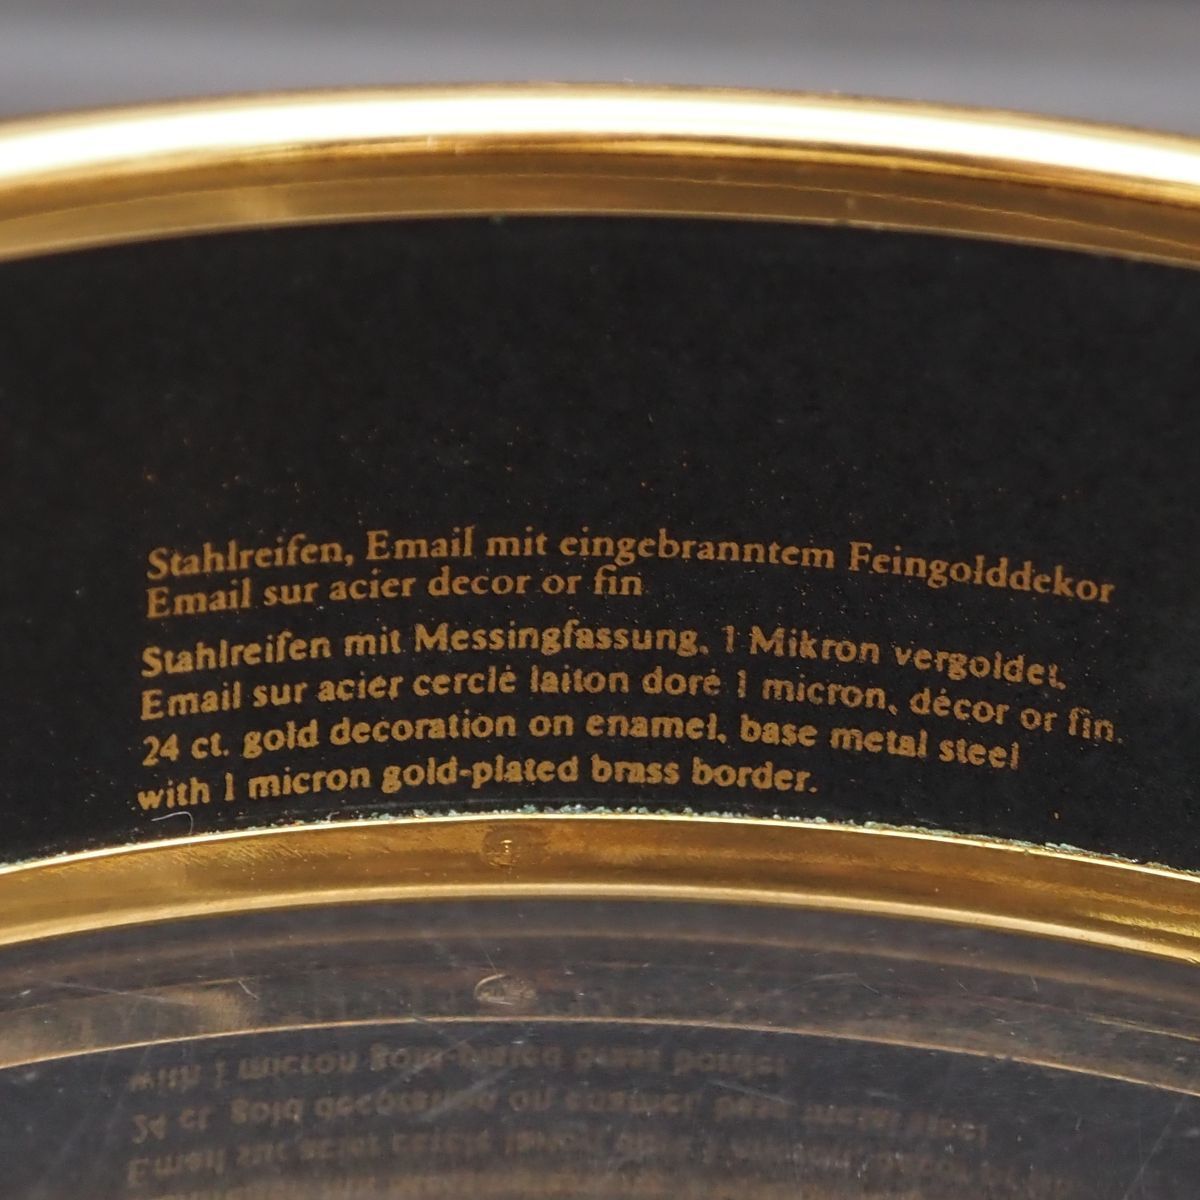 Stahlreifen, Email mit eingebranntem Feingolddekor
Email sur acier decor or fin
Stahlreifen mit Messingfassung, 1 Mikron vergoldet.
Email sur acier cerclé laiton doré 1 micron, décor or fin.
24 ct. gold decoration on enamel, base metal steel
with 1 micron gold-plated brass border.